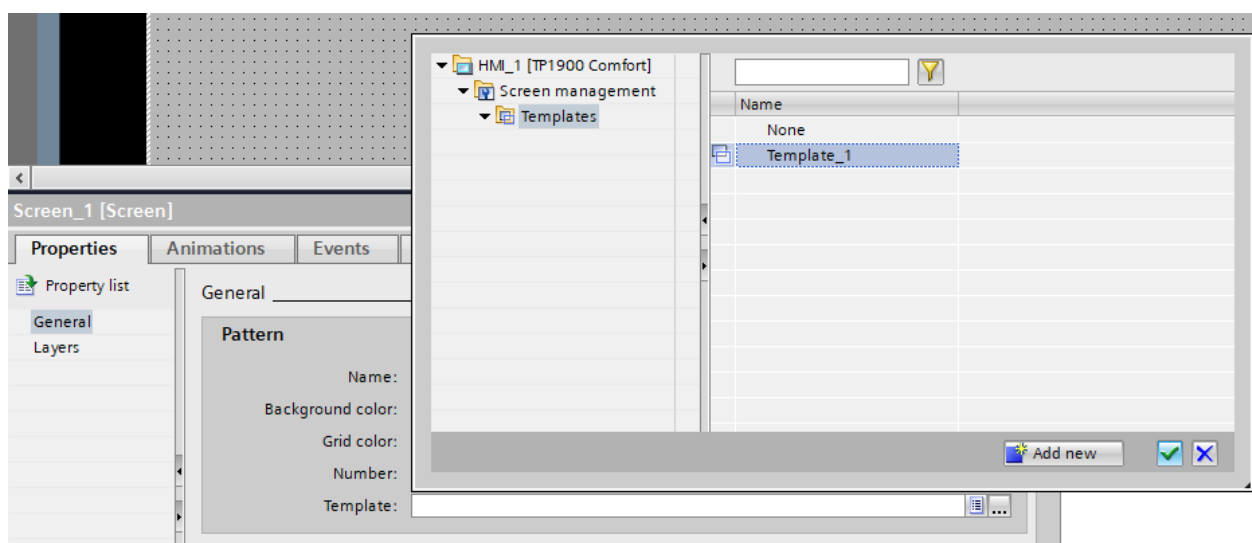 HMI_1 [TP1900 Comfort]
Screen management
Templates
Name
None
Template_1
Add new
Screen_1 [Screen]
Properties
Animations
Events
Property list
General
Layers
General
Pattern
Name:
Background color:
Grid color:
Number:
Template:
...